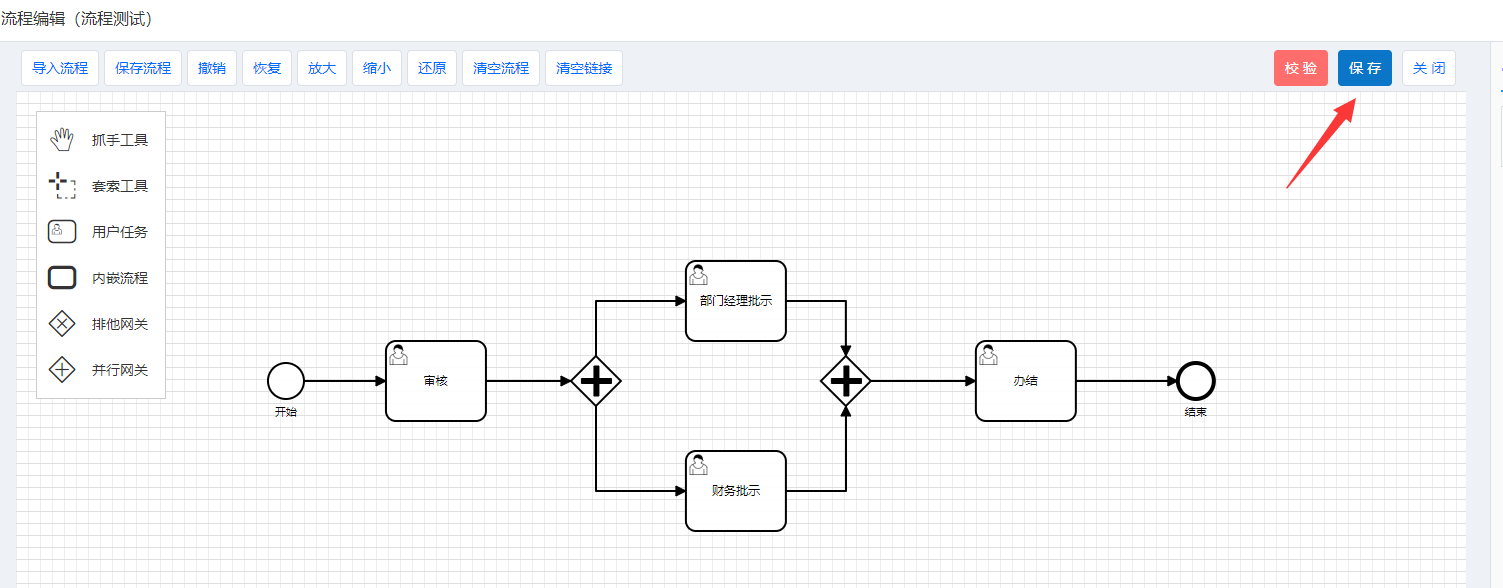 流程编辑（流程测试）
导入流程 保存流程 撤销 恢复 放大 缩小 还原 清空流程 清空链接 校 验 保 存 关 闭
抓手工具
套索工具
用户任务
内嵌流程
排他网关
并行网关
部门经理批示
审核
办结
开始
结束
财务批示